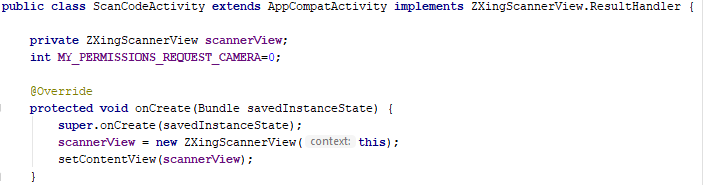 public class ScanCodeActivity extends AppCompatActivity implements ZXingScannerView.ResultHandler {
private ZXingScannerView scannerView;
int MY_PERMISSIONS_REQUEST_CAMERA=0;
@Override
protected void onCreate(Bundle savedInstanceState) {
super.onCreate(savedInstanceState);
scannerView = new ZXingScannerView( context: this);
setContentView(scannerView);
}